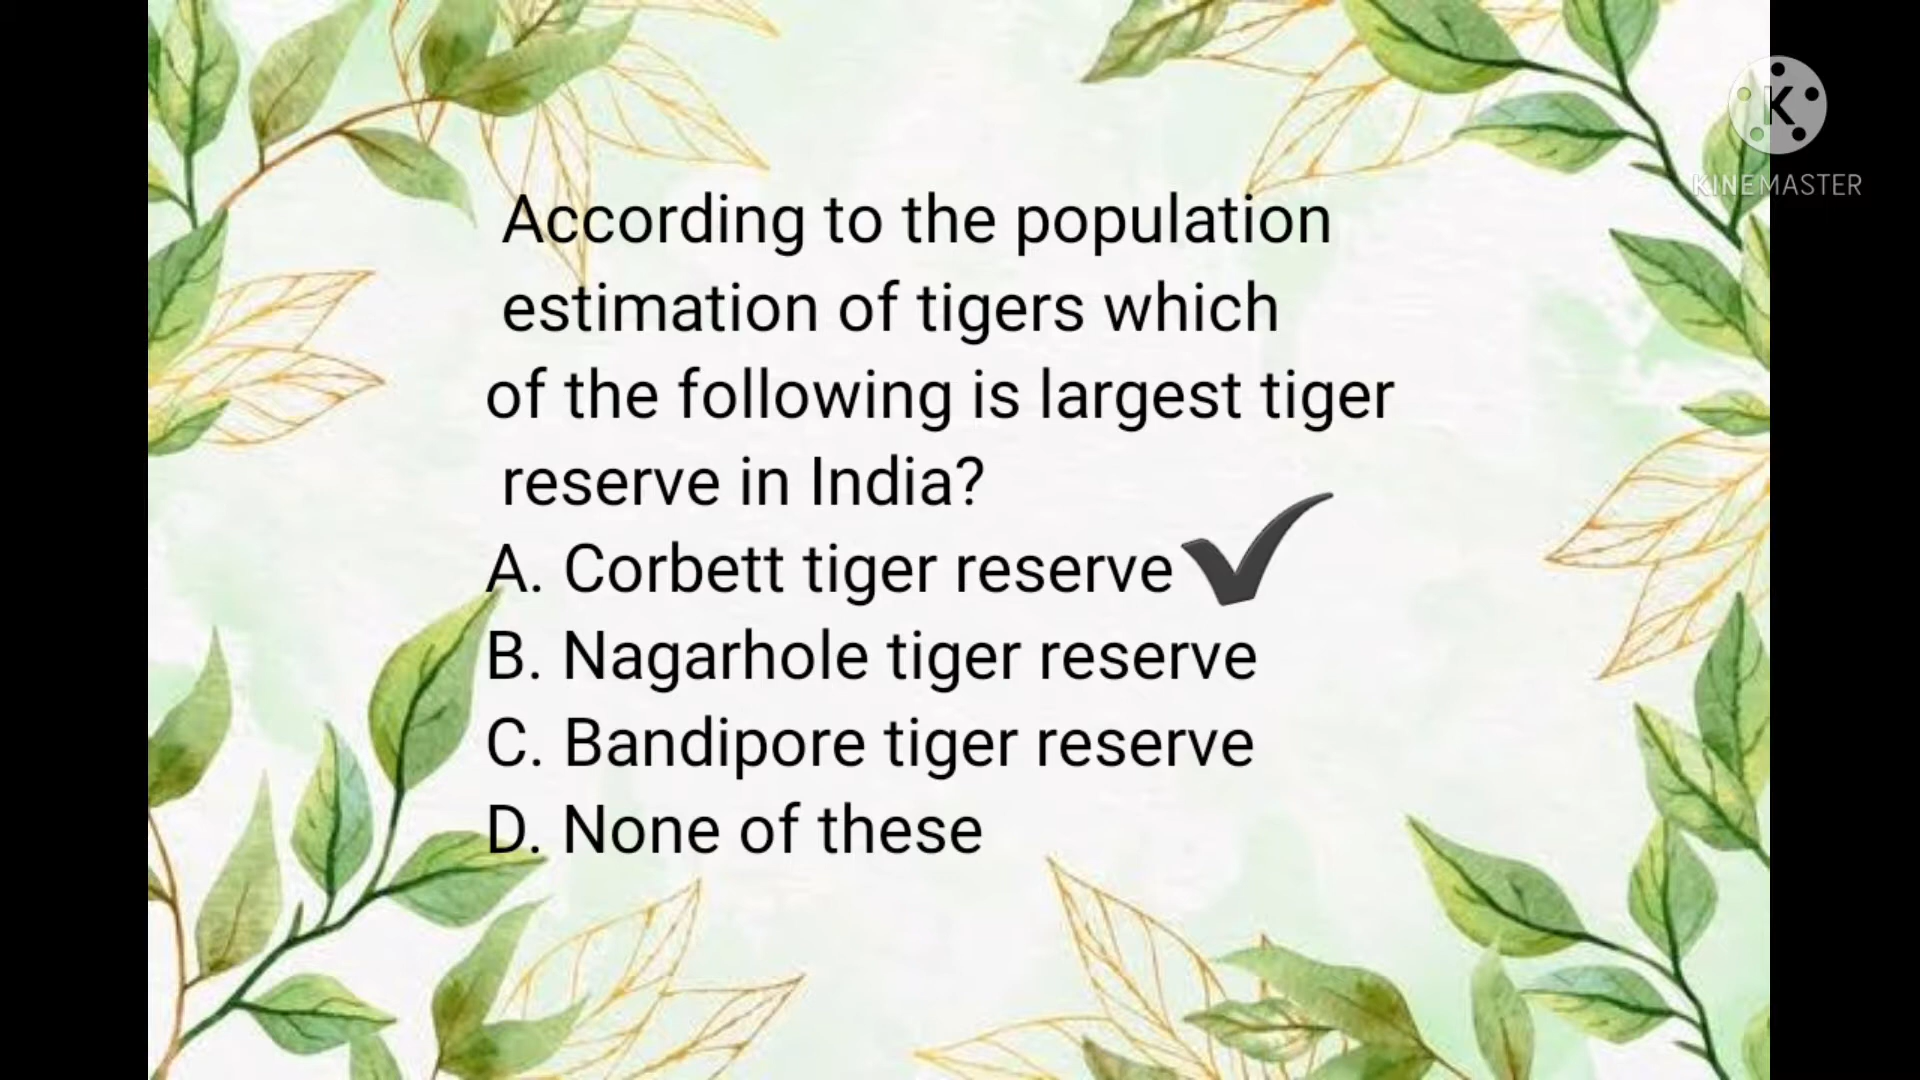 K
KINEMASTER
According to the population
estimation of tigers which
of the following is largest tiger
reserve in India?
A. Corbett tiger reserve✔
B. Nagarhole tiger reserve
C. Bandipore tiger reserve
D. None of these